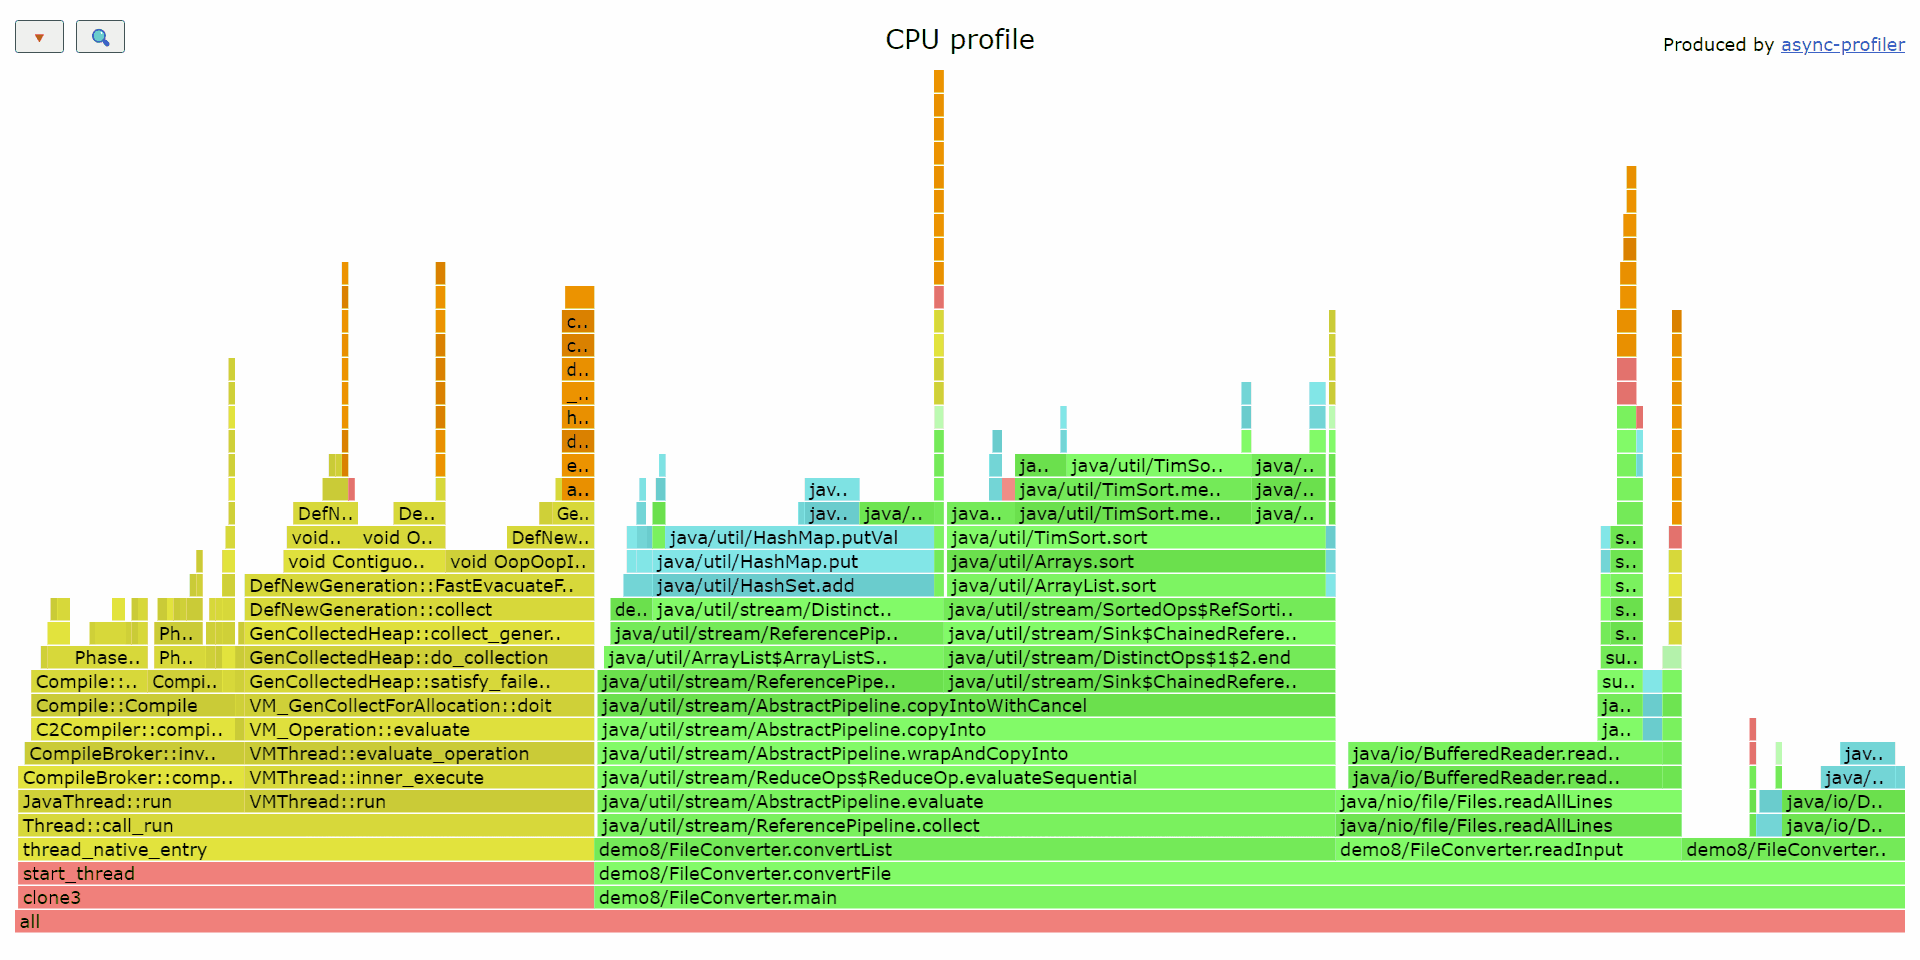 CPU profile
Produced by async-profiler
c..
c..
d..
_..
h..
d..
ja.. java/util/TimSo.. java/..
e..
jav.. java/util/TimSort.me.. java/..
a..
DefN.. De.. Ge.. jav.. java/.. java.. java/util/TimSort.me.. java/..
void.. void O.. DefNew.. java/util/HashMap.putVal java/util/TimSort.sort s..
void Contiguo.. void OopOopI.. java/util/HashMap.put java/util/Arrays.sort s..
DefNewGeneration::FastEvacuateF.. java/util/HashSet.add java/util/ArrayList.sort s..
DefNewGeneration::collect de.. java/util/stream/Distinct.. java/util/stream/SortedOps$RefSorti.. s..
Ph.. GenCollectedHeap::collect_gener.. java/util/stream/ReferencePip.. java/util/stream/Sink$ChainedRefere.. s..
Phase.. Ph.. GenCollectedHeap::do_collection java/util/ArrayList$ArrayListS.. java/util/stream/DistinctOps$1$2.end su..
Compile::.. Compi.. GenCollectedHeap::satisfy_faile.. java/util/stream/ReferencePipe.. java/util/stream/Sink$ChainedRefere.. su..
Compile::Compile VM_GenCollectForAllocation::doit java/util/stream/AbstractPipeline.copyIntoWithCancel ja..
C2Compiler::compi.. VM_Operation::evaluate java/util/stream/AbstractPipeline.copyInto ja..
CompileBroker::inv.. VMThread::evaluate_operation java/util/stream/AbstractPipeline.wrapAndCopyInto java/io/BufferedReader.read.. jav..
CompileBroker::comp.. VMThread::inner_execute java/util/stream/ReduceOps$ReduceOp.evaluateSequential java/io/BufferedReader.read.. java/..
JavaThread::run VMThread::run java/util/stream/AbstractPipeline.evaluate java/nio/file/Files.readAllLines java/io/D..
Thread::call_run java/util/stream/ReferencePipeline.collect java/nio/file/Files.readAllLines java/io/D..
thread_native_entry demo8/FileConverter.convertList demo8/FileConverter.readInput demo8/FileConverter..
start_thread demo8/FileConverter.convertFile
clone3 demo8/FileConverter.main
all